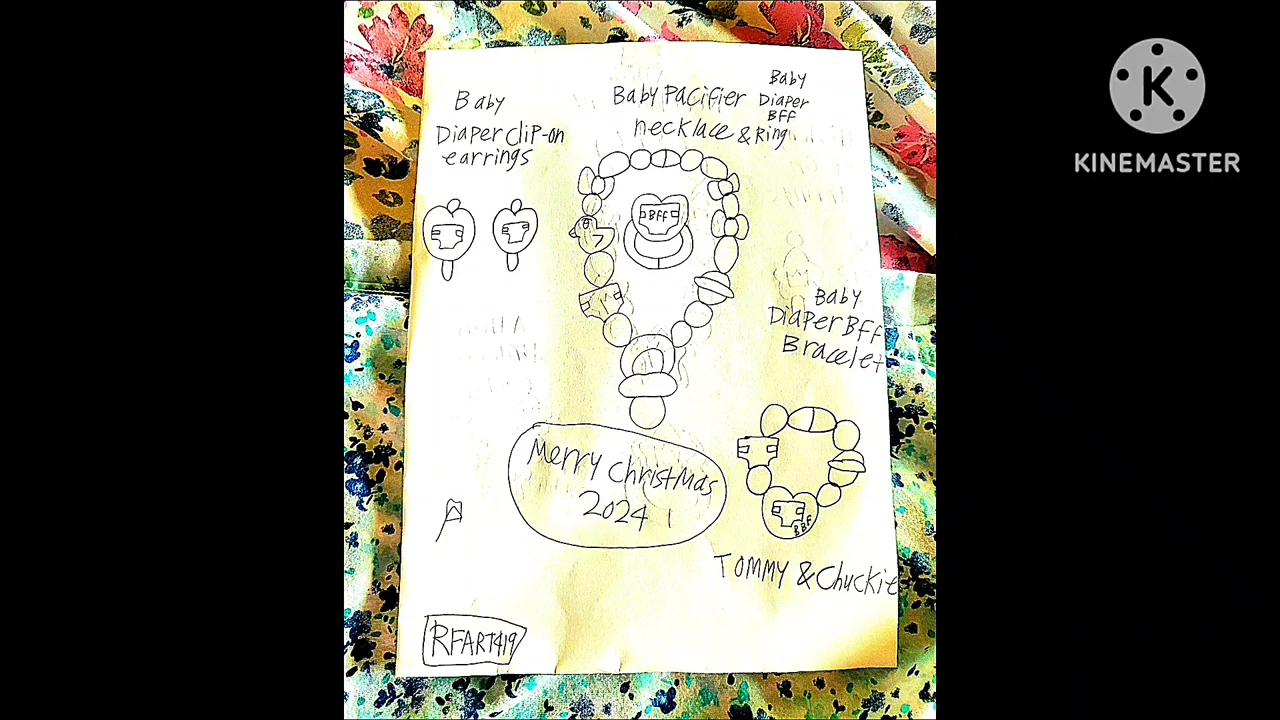 Baby
Diaper clip-on
earrings
Baby Pacifier
necklace &
Baby
Diaper
BFF
Ring
BFF
Baby
Diaper BFF
Bracelet
BFF
Merry Christmas
2024
Tommy & Chuckie
RFART419
K
KINEMASTER